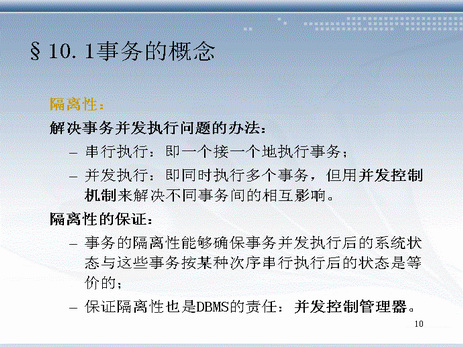 §10.1事务的概念
隔离性：
解决事务并发执行问题的办法：
– 串行执行：即一个接一个地执行事务；
– 并发执行：即同时执行多个事务，但用并发控制
机制来解决不同事务间的相互影响。
隔离性的保证：
– 事务的隔离性能够确保事务并发执行后的系统状
态与这些事务按某种次序串行执行后的状态是等
价的；
– 保证隔离性也是DBMS的责任：并发控制管理器。
10